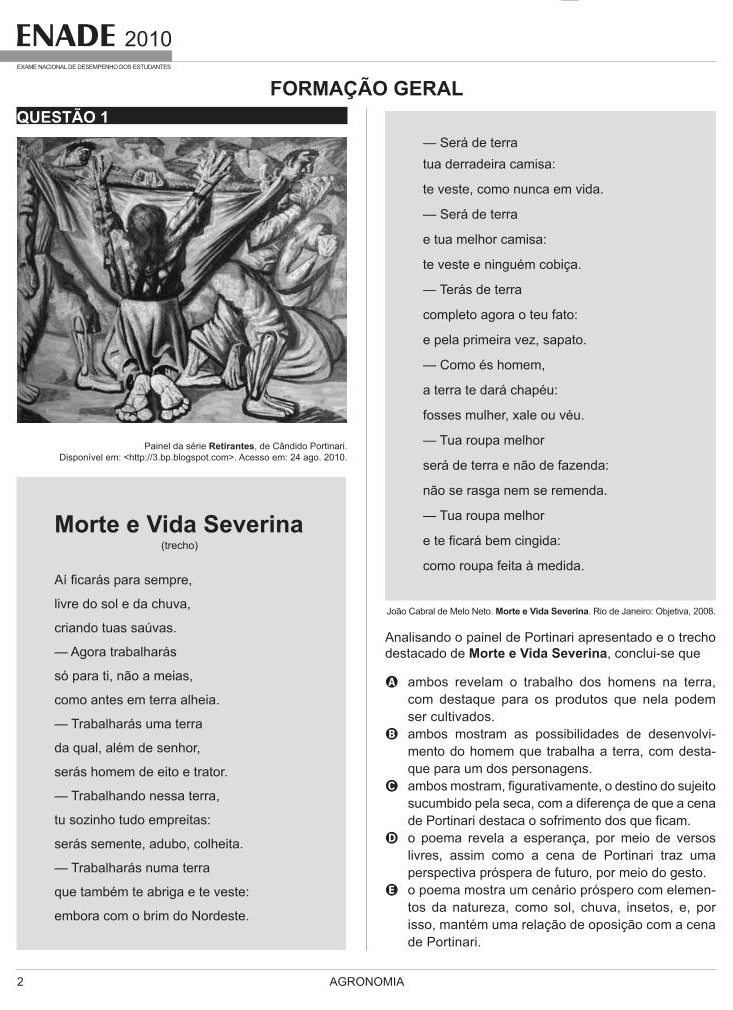 ENADE 2010
EXAME NACIONAL DE DESEMPENHO DOS ESTUDANTES
FORMAÇÃO GERAL
QUESTÃO 1
Painel da série Retirantes, de Cândido Portinari.
Disponível em: <http://3.bp.blogspot.com>. Acesso em: 24 ago. 2010.
Morte e Vida Severina
(trecho)
Aí ficarás para sempre,
livre do sol e da chuva,
criando tuas saúvas.
— Agora trabalharás
só para ti, não a meias,
como antes em terra alheia.
— Trabalharás uma terra
da qual, além de senhor,
serás homem de eito e trator.
— Trabalhando nessa terra,
tu sozinho tudo empreitas:
serás semente, adubo, colheita.
— Trabalharás numa terra
que também te abriga e te veste:
embora com o brim do Nordeste.
— Será de terra
tua derradeira camisa:
te veste, como nunca em vida.
— Será de terra
e tua melhor camisa:
te veste e ninguém cobiça.
— Terás de terra
completo agora o teu fato:
e pela primeira vez, sapato.
— Como és homem,
a terra te dará chapéu:
fosses mulher, xale ou véu.
— Tua roupa melhor
será de terra e não de fazenda:
não se rasga nem se remenda.
— Tua roupa melhor
e te ficará bem cingida:
como roupa feita à medida.
João Cabral de Melo Neto. Morte e Vida Severina. Rio de Janeiro: Objetiva, 2008.
Analisando o painel de Portinari apresentado e o trecho
destacado de Morte e Vida Severina, conclui-se que
A ambos revelam o trabalho dos homens na terra,
com destaque para os produtos que nela podem
ser cultivados.
B ambos mostram as possibilidades de desenvolvi-
mento do homem que trabalha a terra, com desta-
que para um dos personagens.
C ambos mostram, figurativamente, o destino do sujeito
sucumbido pela seca, com a diferença de que a cena
de Portinari destaca o sofrimento dos que ficam.
D o poema revela a esperança, por meio de versos
livres, assim como a cena de Portinari traz uma
perspectiva próspera de futuro, por meio do gesto.
E o poema mostra um cenário próspero com elemen-
tos da natureza, como sol, chuva, insetos, e, por
isso, mantém uma relação de oposição com a cena
de Portinari.
2
AGRONOMIA